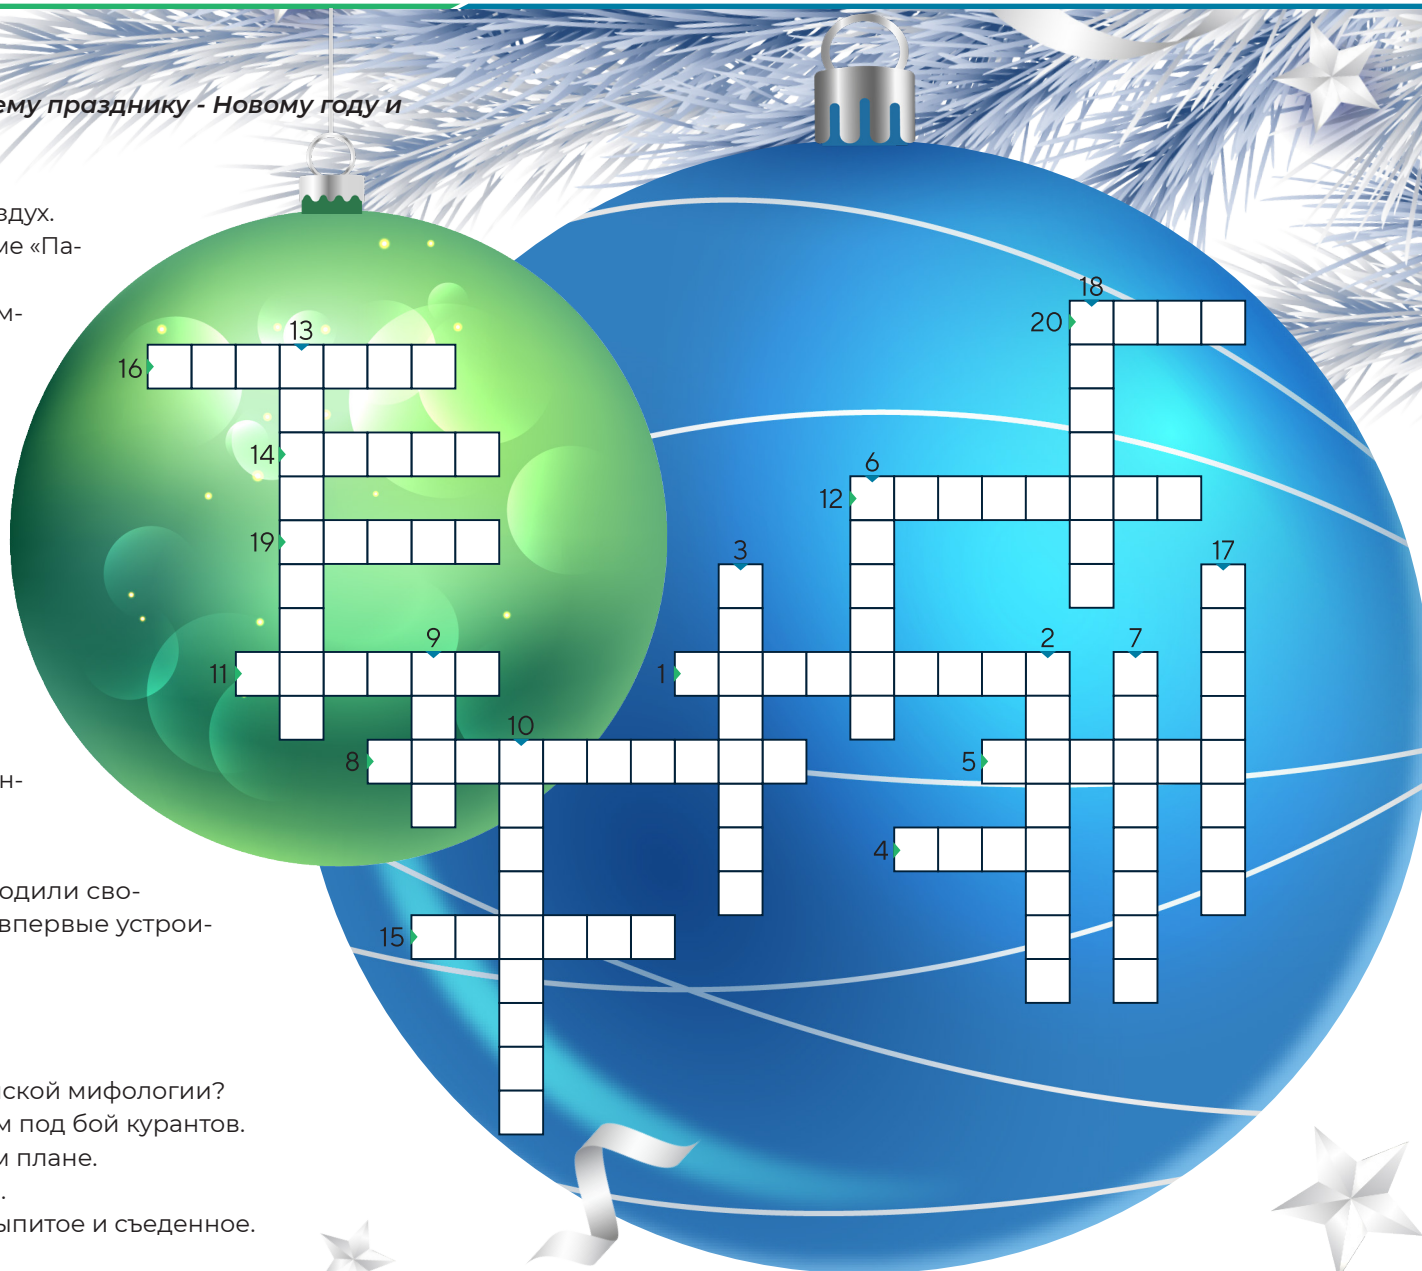 ему празднику - Новому году и
здух.
ме «Па-
м-
18
20
13
16
14
6
12
19
3
17
9
2
7
11
1
10
8
5
н-
4
одили сво-
впервые устрои-
15
ской мифологии?
м под бой курантов.
м плане.
.
ыпитое и съеденное.